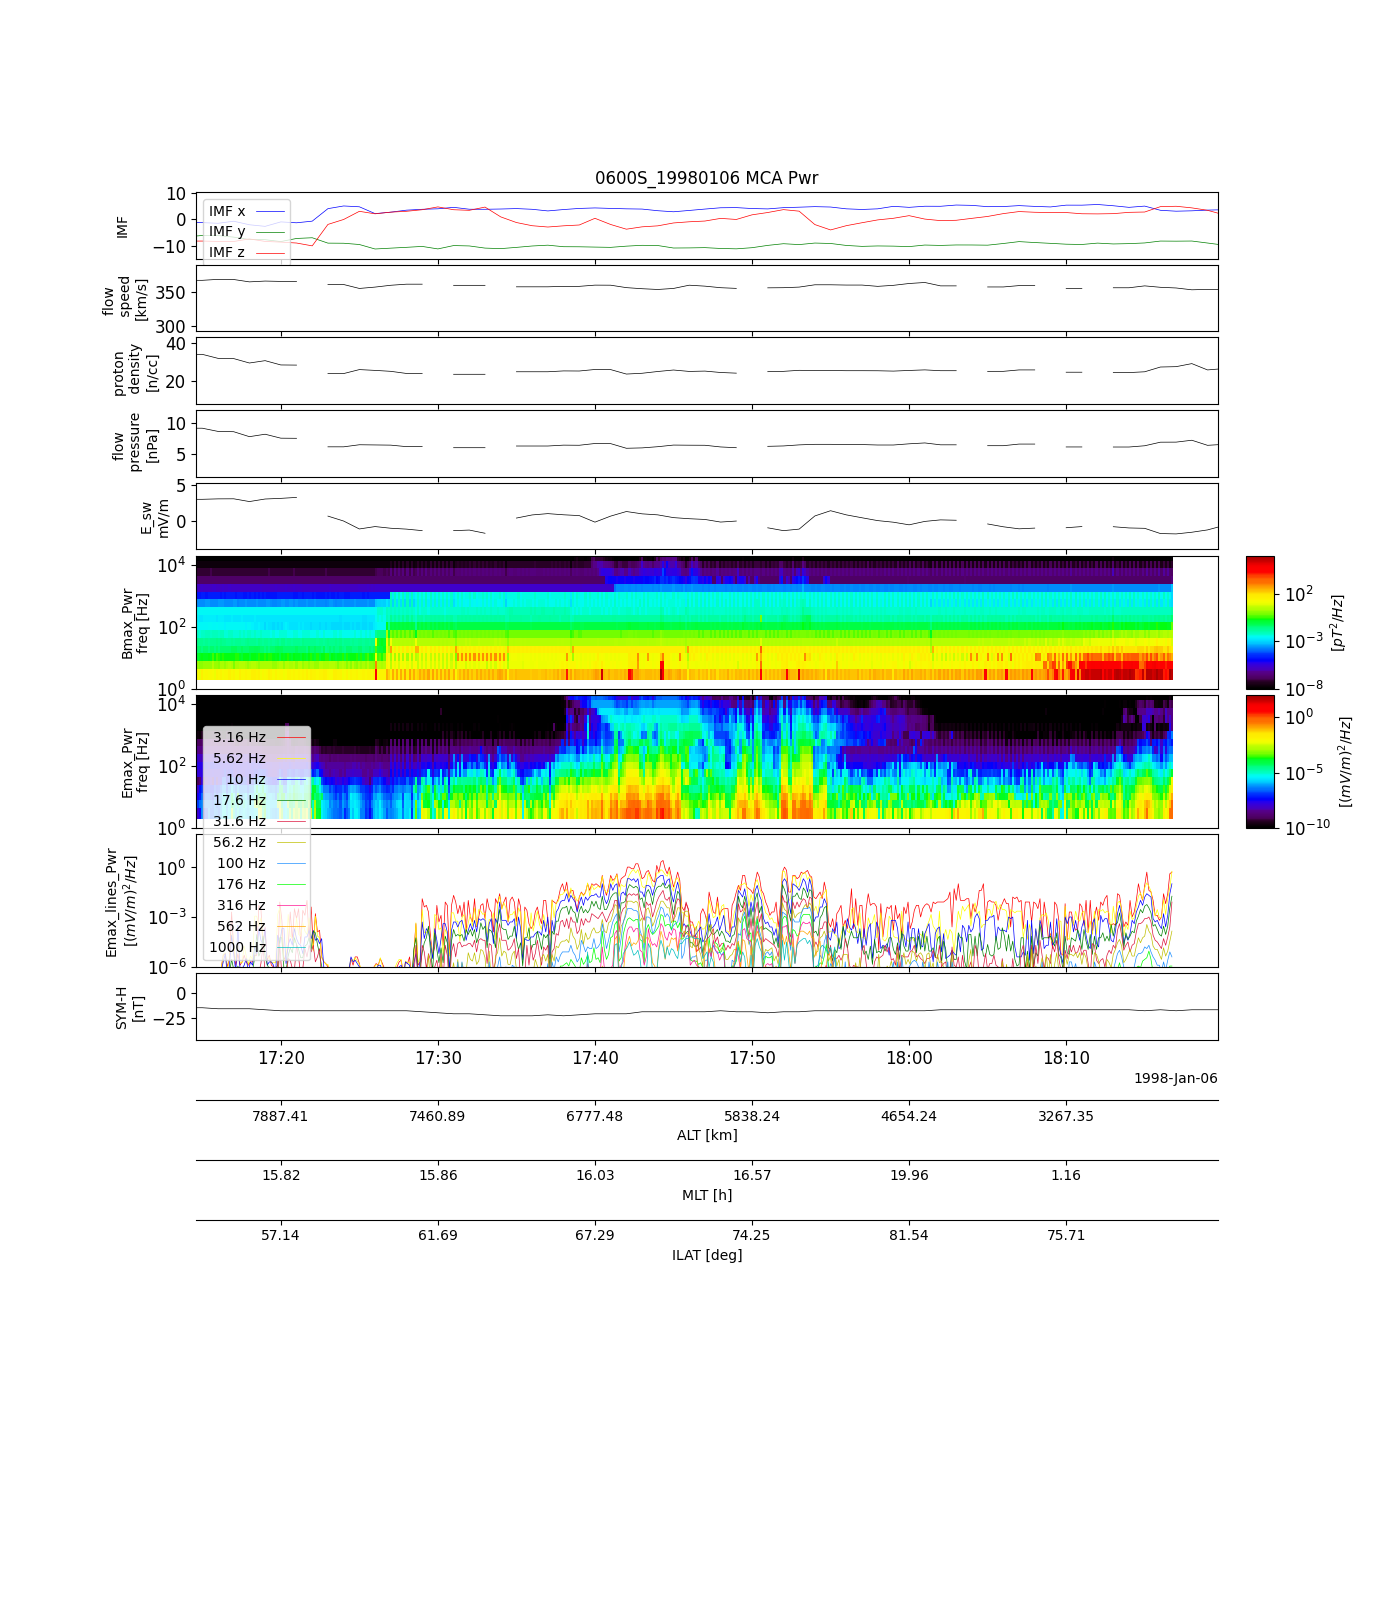 0600S_19980106 MCA Pwr
IMF
10
0
−10
IMF x
IMF y
IMF z
flow
speed
[km/s]
350
300
proton
density
[n/cc]
40
20
flow
pressure
[nPa]
10
5
E_sw
mV/m
5
0
Bmax_Pwr
freq [Hz]
10^4
10^2
10^0
10^2
10^−3
10^−8
[pT^2/Hz]
Emax_Pwr
freq [Hz]
10^4
10^2
10^0
10^0
10^−5
10^−10
[(mV/m)^2/Hz]
3.16 Hz
5.62 Hz
10 Hz
17.6 Hz
31.6 Hz
56.2 Hz
100 Hz
176 Hz
316 Hz
562 Hz
1000 Hz
Emax_lines_Pwr
[(mV/m)^2/Hz]
10^0
10^−3
10^−6
SYM-H
[nT]
0
−25
17:20 17:30 17:40 17:50 18:00 18:10
1998-Jan-06
7887.41 7460.89 6777.48 5838.24 4654.24 3267.35
ALT [km]
15.82 15.86 16.03 16.57 19.96 1.16
MLT [h]
57.14 61.69 67.29 74.25 81.54 75.71
ILAT [deg]